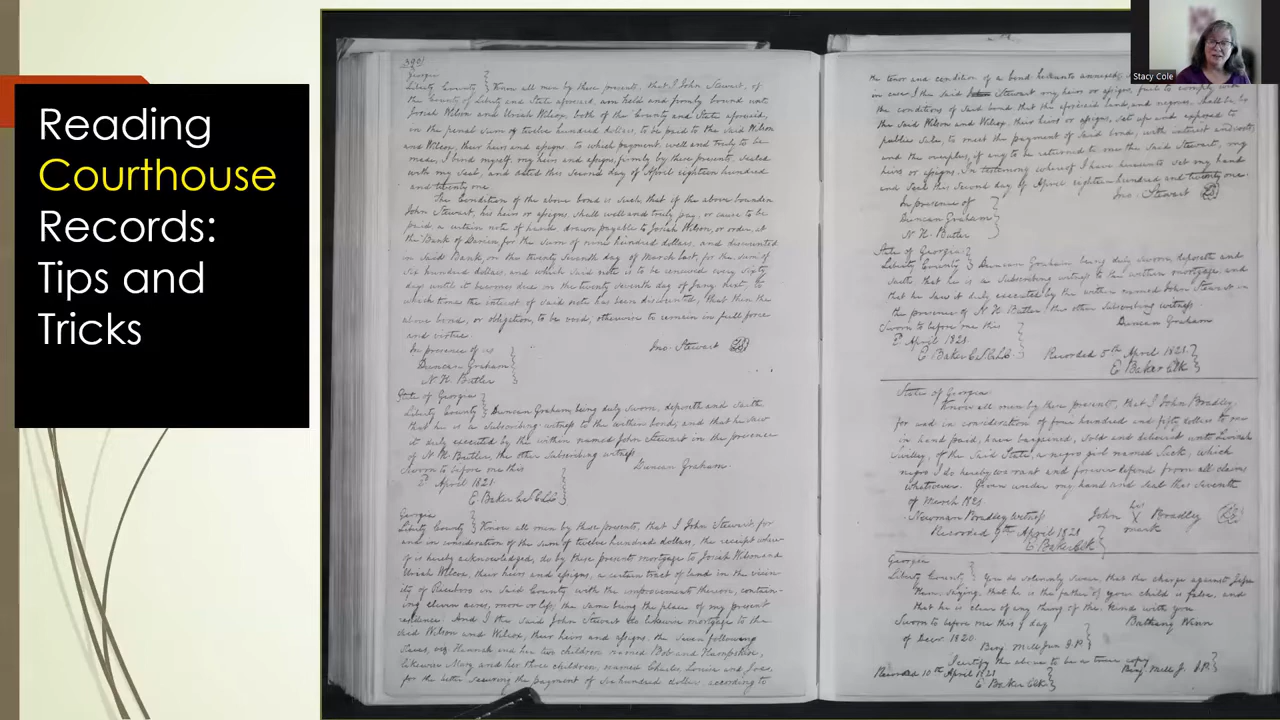 Reading
Courthouse
Records:
Tips and
Tricks
Stacy Cole
390
Georgia
Liberty County } Know all men by these presents, that I John Stewart, of
the County of Liberty and State aforesaid, am held and firmly bound unto
Josiah Wilson and Uriah Wilcox, both of the County and State aforesaid,
in the penal sum of twelve hundred dollars, to be paid to the said Wilson
and Wilcox, their heirs and assigns, to which payment, well and truly to be
made, I bind myself, my heirs and assigns, firmly by these presents, sealed
with my seal, and dated this second day of April eighteen hundred
and twenty one.
The Condition of the above bond is such, that if the above bounden
John Stewart, his heirs or assigns, shall well and truly pay, or cause to be
paid a certain note of hand drawn payable to Josiah Wilson, or order, at
the Bank of Darien for the sum of nine hundred dollars, and discounted
in said Bank, on the twenty seventh day of March last, for the sum of
six hundred dollars, and which said note is to be renewed every sixty
days until it becomes due on the twenty seventh day of Jany next, to
which time the interest of said note has been discounted, that then the
above bond, or obligation, to be void, otherwise to remain in full force
and virtue.
In presence of us
Jno: Stewart
Duncan Graham
N. H. Butler
State of Georgia
Liberty County } Duncan Graham, being duly sworn, deposeth and saith
that he is a subscribing witness to the within bond, and that he saw
it duly executed by the within named John Stewart in the presence
of N. H. Butler, the other subscribing witness
Sworn to before me this
Duncan Graham.
April 1821
E. Baker
Georgia
Liberty County } Know all men by these presents, that I John Stewart, for
and in consideration of the sum of twelve hundred dollars, the receipt where
of is hereby acknowledged, do by these present mortgage to Josiah Wilson and
Uriah Wilcox, their heirs and assigns, a certain tract of land in the vicin-
ity of Riceboro in said County, with the improvements thereon, contain-
ing eleven acres, more or less, the same being the place of my present
residence. And I the said John Stewart do likewise mortgage to the
said Wilson and Wilcox, their heirs and assigns, the seven following
slaves, viz, Hannah and her two children named Bob and Hampshire,
likewise Mary and her three children, named Charles, Louisa and
for the better securing the payment of six hundred dollars, according to
the tenor and condition of a bond hereunto annexed,
in case I the said Stewart my heirs or assigns, fail to comply with
the conditions of said bond that the aforesaid land, and negroes, shall be by
the said Wilson and Wilcox, their heirs or assigns, set up and exposed to
public sale, to meet the payment of said bond, with interest and costs,
and the overplus, if any to be returned to me the said Stewart, my
heirs or assigns, In testimony whereof I have hereunto set my hand
and seal this second day of April eighteen hundred and twenty one.
In presence of
Jno: Stewart
Duncan Graham
N. H. Butler
State of Georgia
Liberty County } Duncan Graham being duly sworn, deposeth and
saith, that he is a subscribing witness to the within mortgage, and
that he saw it duly executed by the within named John Stewart in
the presence of N. H. Butler, the other subscribing witness.
Sworn to before me this
Duncan Graham
April 1821.
E Baker
Recorded 5th April 1821.
E Baker Clk
State of Georgia
Know all men by these presents, that I John Bradley,
for and in consideration of four hundred and fifty dollars to me
in hand paid, have bargained, sold and delivered unto
of the said State, a negro girl named which
negro I do hereby warrant and forever defend from all claims
whatsoever. Given under my hand and seal this seventh
of March 1821.
Newman Bradley witness
John his X mark Bradley
Recorded 9th April 1821
E Baker Clk
Georgia
Liberty County } You do solemnly swear, that the charge against
saying, that he is the father of your child is false, and
that he is clear of any thing of the kind with you
Sworn to before me this 9 day
Bathany Winn
of Decr. 1820.
Benj. Mill J.P.
I certify the above to be a true copy
Recorded 10th April 1821
Benj. Mill J.P.
E Baker Clk